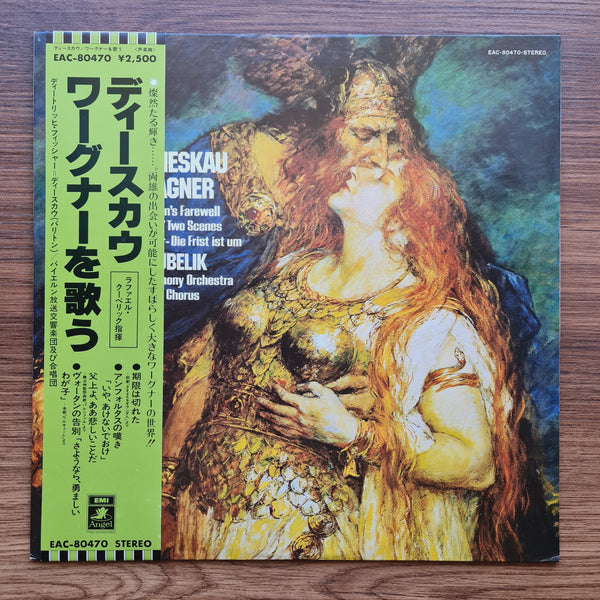 ディースカウ/ワーグナーを歌う (声楽曲)
EAC-80470 ¥2,500
EAC-80470-STEREO.
●燦然たる輝き……、両雄の出会いが可能にしたすばらしく大きなワーグナーの世界!!
ディースカウ
ワーグナーを歌う
ラファエル・
クーベリック指揮
ディートリッヒ・フィッシャー=ディースカウ(バリトン)/バイエルン放送交響楽団及び合唱団
●期限は切れた
●アンフォルタスの嘆き
「いや、あけないでおけ」
父上よ、ああ悲しいことだ
●ヴォータンの告別「さようなら、勇ましい
わが子」
ESKAU
GNER
n's Farewell
Two Scenes
- Die Frist ist um
BELIK
hony Orchestra
Chorus
EMI
Angel
EAC-80470 STEREO